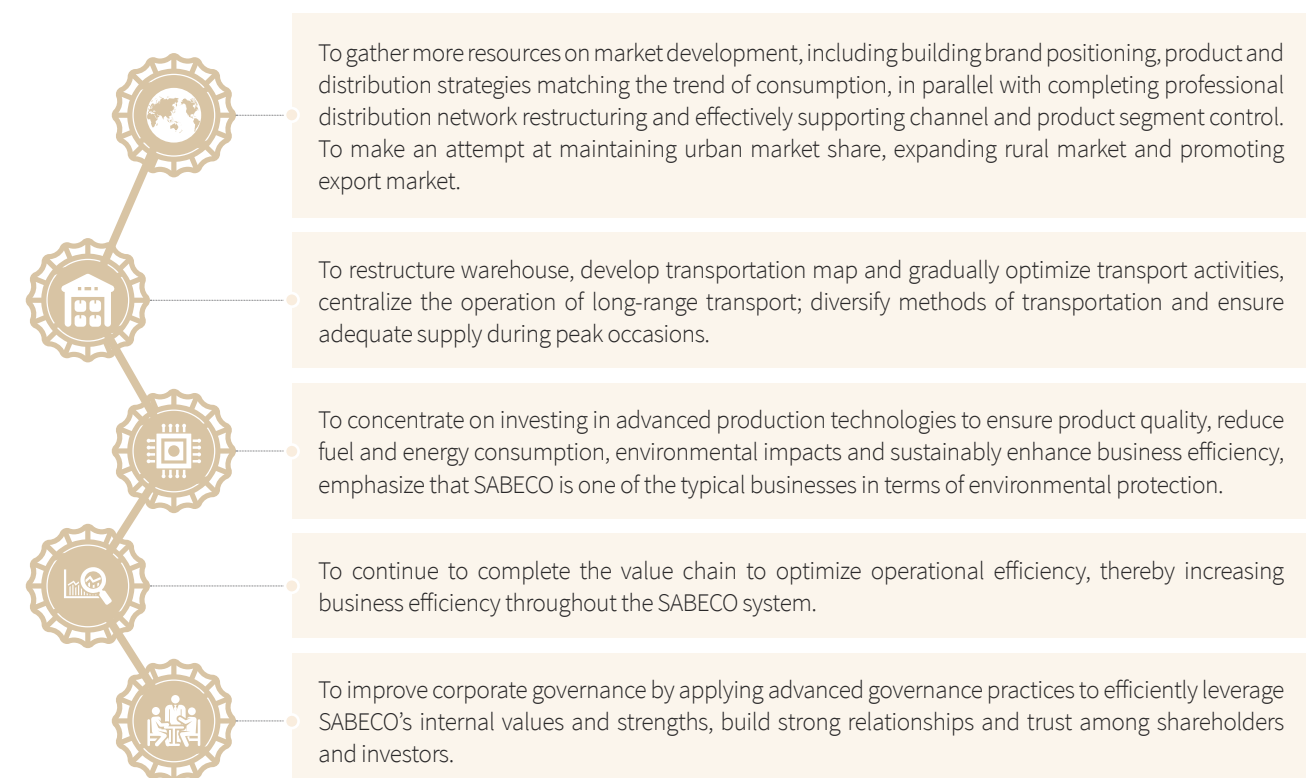 To gather more resources on market development, including building brand positioning, product and
distribution strategies matching the trend of consumption, in parallel with completing professional
distribution network restructuring and effectively supporting channel and product segment control.
To make an attempt at maintaining urban market share, expanding rural market and promoting
export market.
To restructure warehouse, develop transportation map and gradually optimize transport activities,
centralize the operation of long-range transport; diversify methods of transportation and ensure
adequate supply during peak occasions.
To concentrate on investing in advanced production technologies to ensure product quality, reduce
fuel and energy consumption, environmental impacts and sustainably enhance business efficiency,
emphasize that SABECO is one of the typical businesses in terms of environmental protection.
To continue to complete the value chain to optimize operational efficiency, thereby increasing
business efficiency throughout the SABECO system.
To improve corporate governance by applying advanced governance practices to efficiently leverage
SABECO’s internal values and strengths, build strong relationships and trust among shareholders
and investors.